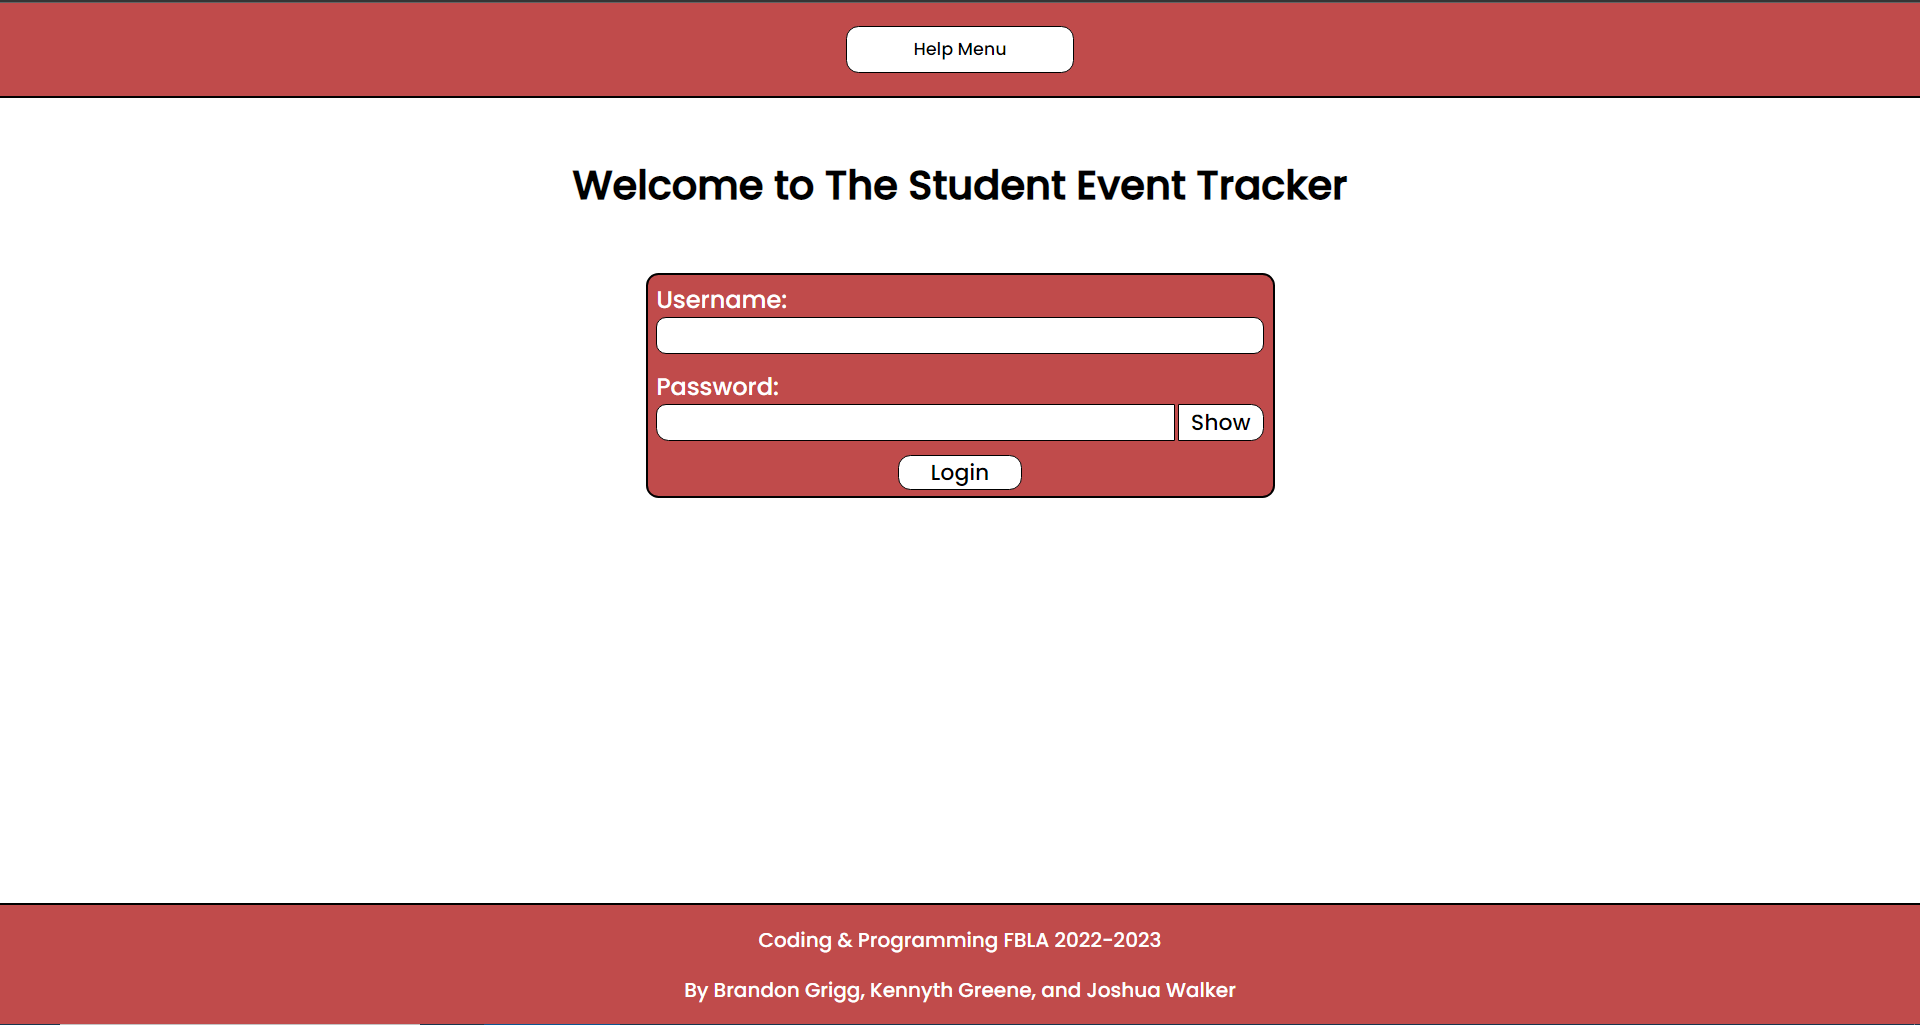 Help Menu
Welcome to The Student Event Tracker
Username:
Password:
Show
Login
Coding & Programming FBLA 2022-2023
By Brandon Grigg, Kennyth Greene, and Joshua Walker